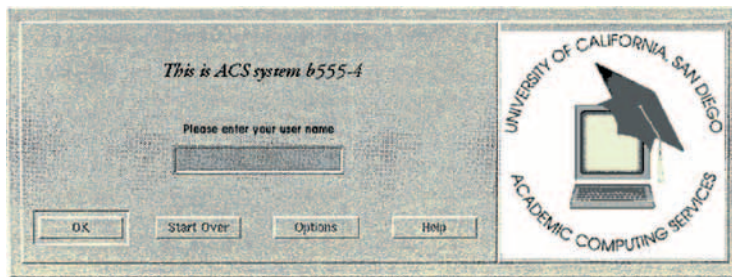 This is ACS system b555-4
Please enter your user name
OK
Start Over
Options
Help
UNIVERSITY OF CALIFORNIA, SAN DIEGO
ACADEMIC COMPUTING SERVICES